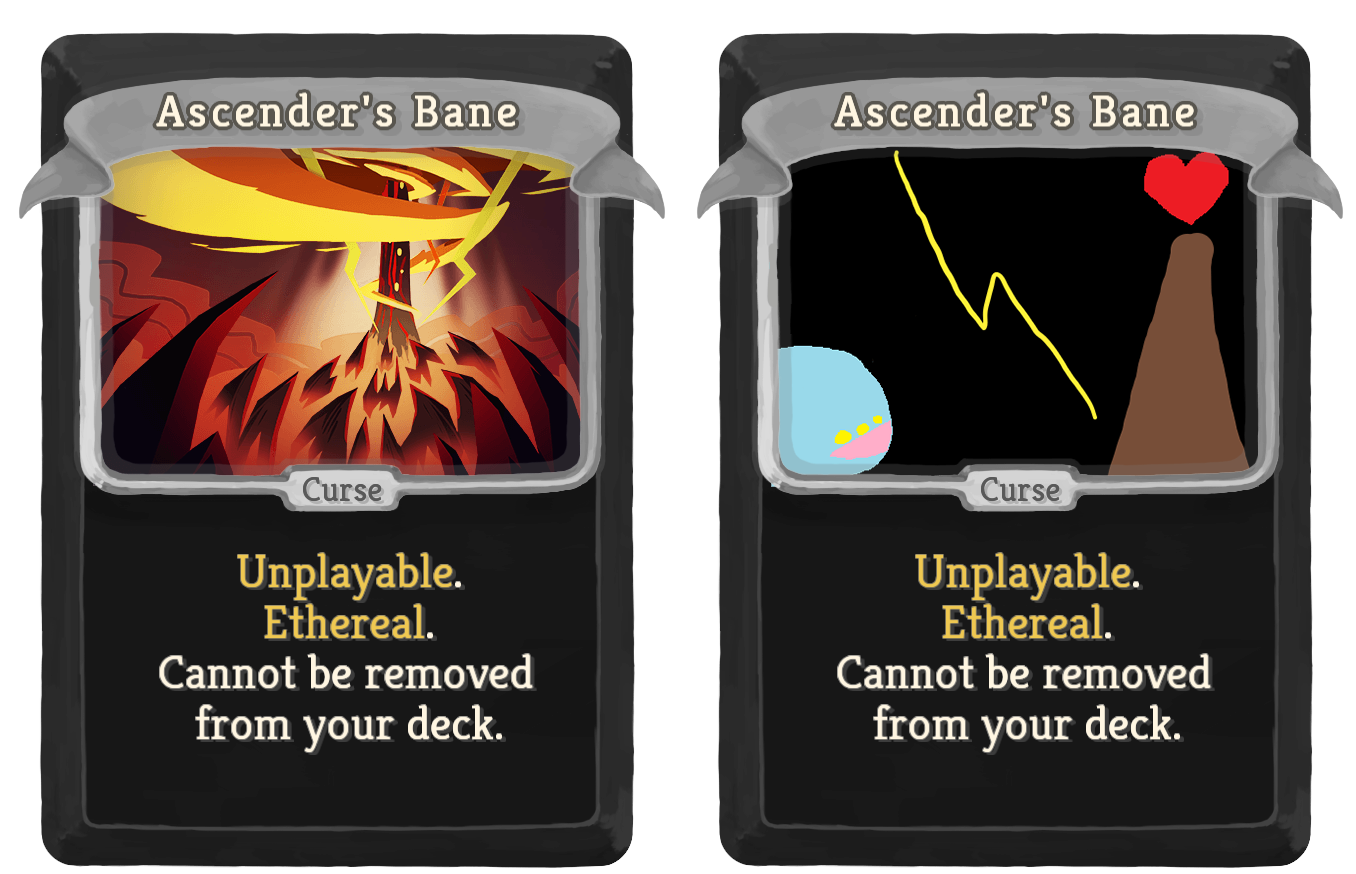 Ascender's Bane
Curse
Unplayable.
Ethereal.
Cannot be removed
from your deck.
Ascender's Bane
Curse
Unplayable.
Ethereal.
Cannot be removed
from your deck.